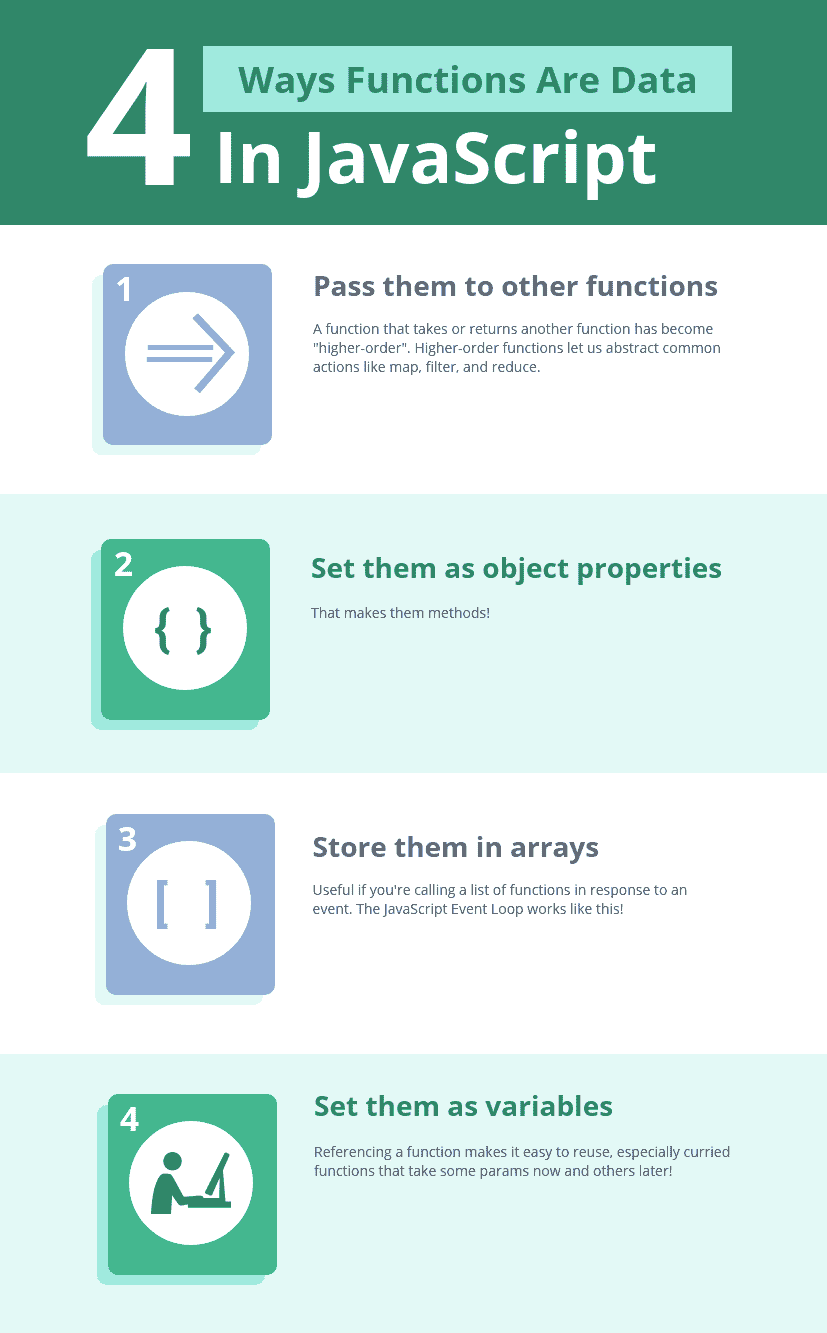 4
Ways Functions Are Data
In JavaScript
1
Pass them to other functions
A function that takes or returns another function has become
"higher-order". Higher-order functions let us abstract common
actions like map, filter, and reduce.
2
Set them as object properties
{ }
That makes them methods!
3
Store them in arrays
[ ]
Useful if you're calling a list of functions in response to an
event. The JavaScript Event Loop works like this!
4
Set them as variables
Referencing a function makes it easy to reuse, especially curried
functions that take some params now and others later!